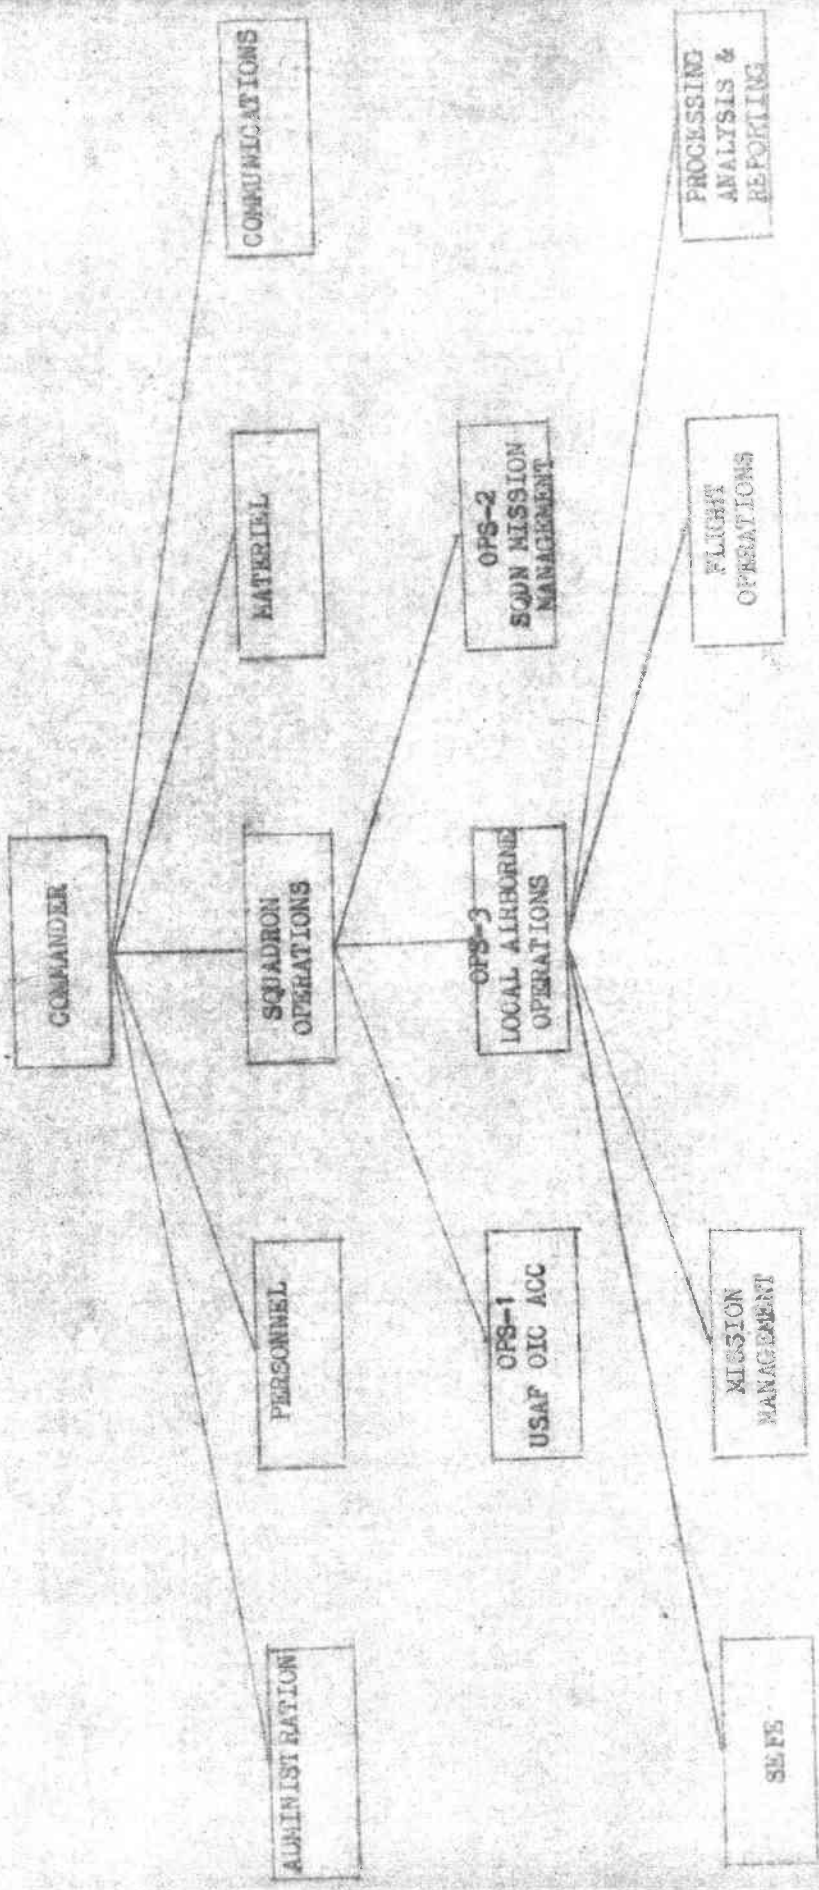 COMMANDER
ADMINISTRATION
PERSONNEL
SQUADRON
OPERATIONS
MATERIEL
COMMUNICATIONS
OPS-1
USAF OIC ACC
OPS-3
LOCAL AIRBORNE
OPERATIONS
OPS-2
SQDN MISSION
MANAGEMENT
SEFE
MISSION
MANAGEMENT
FLIGHT
OPERATIONS
PROCESSING
ANALYSIS &
REPORTING